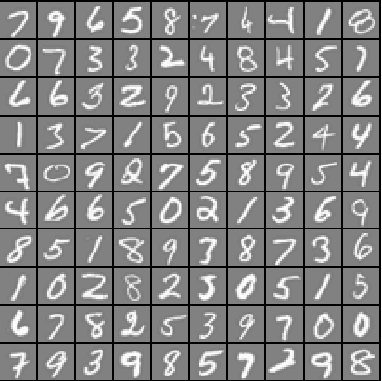 7 9 6 5 8 7 4 4 1 8
0 7 3 3 2 4 8 4 5 1
6 6 3 2 9 2 3 3 2 6
1 3 7 1 5 6 5 2 4 4
7 0 9 2 7 5 8 9 5 4
4 6 6 5 0 2 1 3 6 9
8 5 1 8 9 3 8 7 3 6
1 0 2 8 2 3 0 5 1 5
6 7 8 2 5 3 9 7 0 0
7 9 3 9 8 5 7 2 9 8